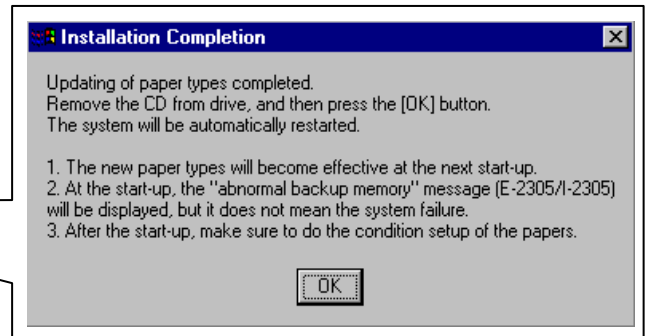 Installation Completion
Updating of paper types completed.
Remove the CD from drive, and then press the [OK] button.
The system will be automatically restarted.
1. The new paper types will become effective at the next start-up.
2. At the start-up, the "abnormal backup memory" message (E-2305/I-2305)
will be displayed, but it does not mean the system failure.
3. After the start-up, make sure to do the condition setup of the papers.
OK